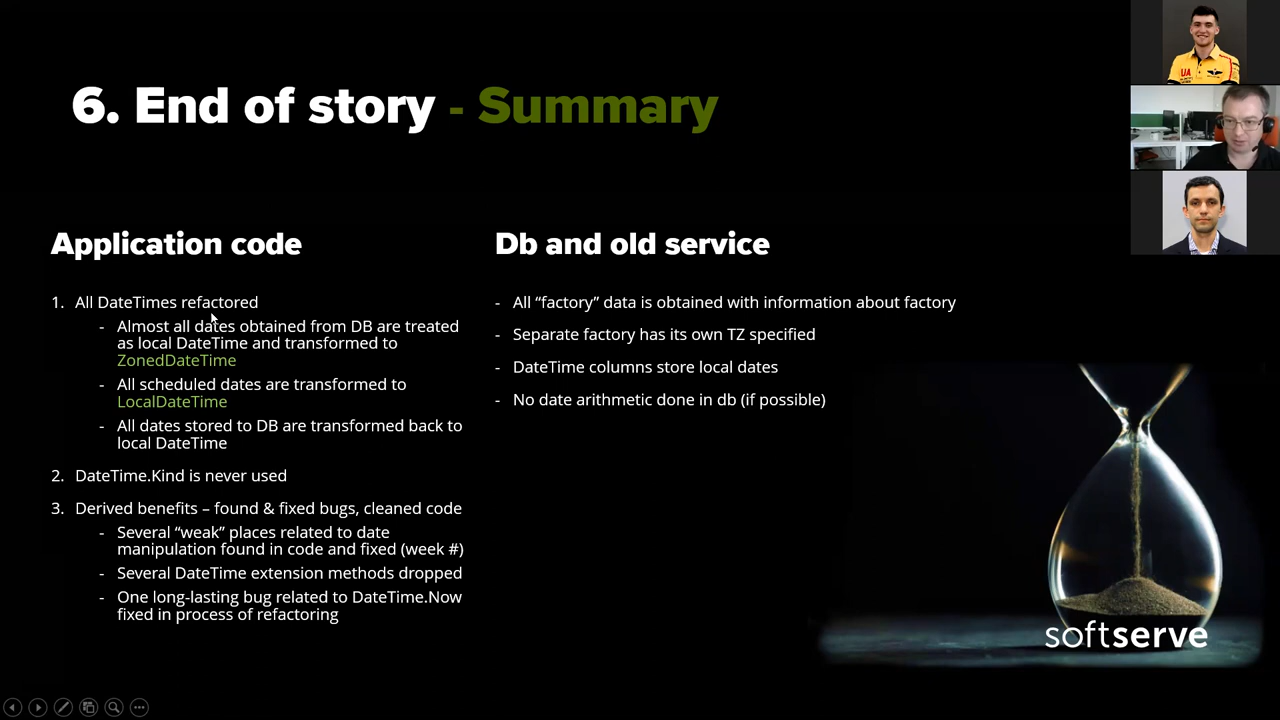 6. End of story - Summary
Application code
1. All DateTimes refactored
- Almost all dates obtained from DB are treated
as local DateTime and transformed to
ZonedDateTime
- All scheduled dates are transformed to
LocalDateTime
- All dates stored to DB are transformed back to
local DateTime
2. DateTime.Kind is never used
3. Derived benefits – found & fixed bugs, cleaned code
- Several “weak” places related to date
manipulation found in code and fixed (week #)
- Several DateTime extension methods dropped
- One long-lasting bug related to DateTime.Now
fixed in process of refactoring
Db and old service
- All “factory” data is obtained with information about factory
- Separate factory has its own TZ specified
- DateTime columns store local dates
- No date arithmetic done in db (if possible)
softserve
UA